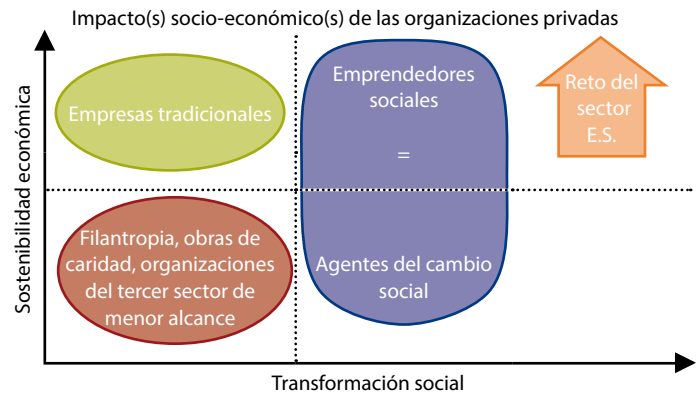 Impacto(s) socio-económico(s) de las organizaciones privadas
Sostenibilidad económica
Empresas tradicionales
Emprendedores
sociales
=
Agentes del cambio
social
Reto del
sector
E.S.
Filantropia, obras de
caridad, organizaciones
del tercer sector de
menor alcance
Transformación social